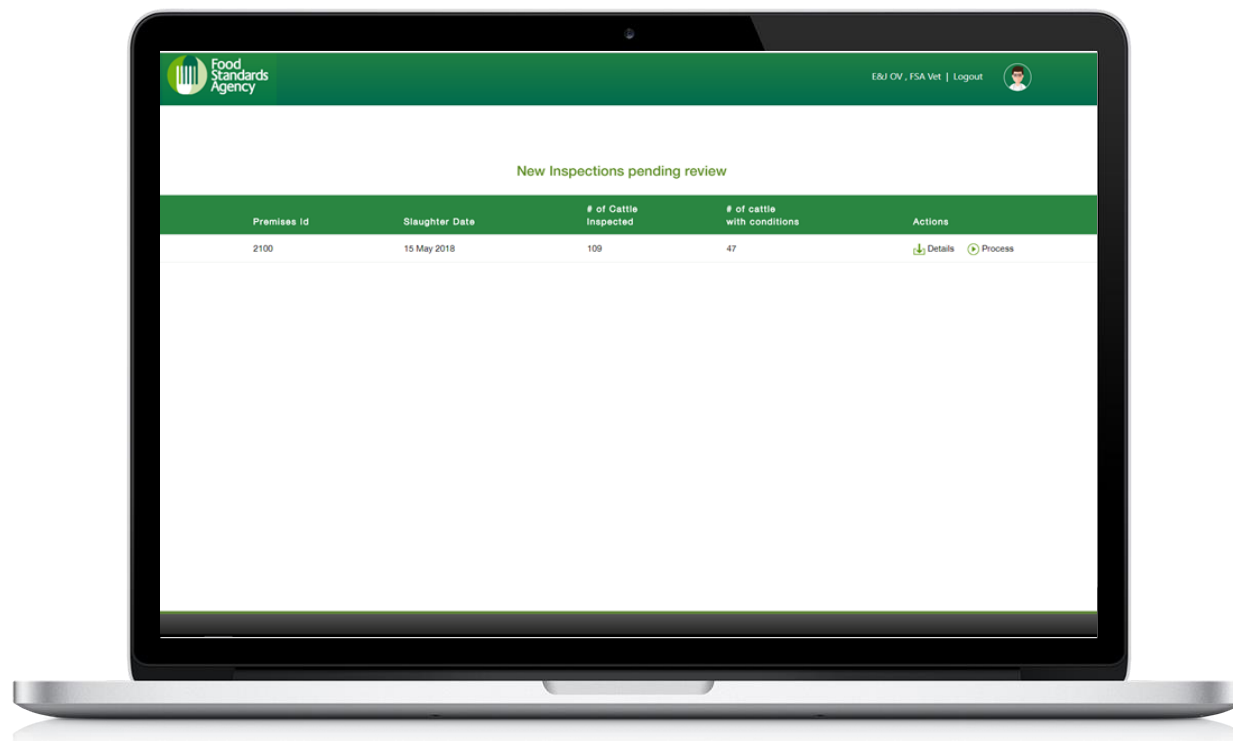 Food
Standards
Agency
E&J OV , FSA Vet | Logout
New Inspections pending review
Premises Id
Slaughter Date
# of Cattle
Inspected
# of cattle
with conditions
Actions
2100
15 May 2018
109
47
Details
Process